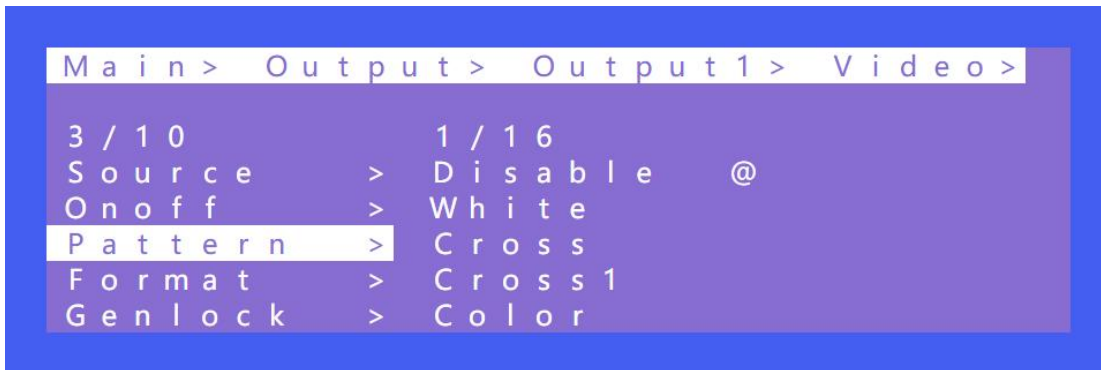 Main> Output> Output1> Video>
3/10 1/16
Source > Disable @
Onoff > White
Pattern > Cross
Format > Cross1
Genlock > Color